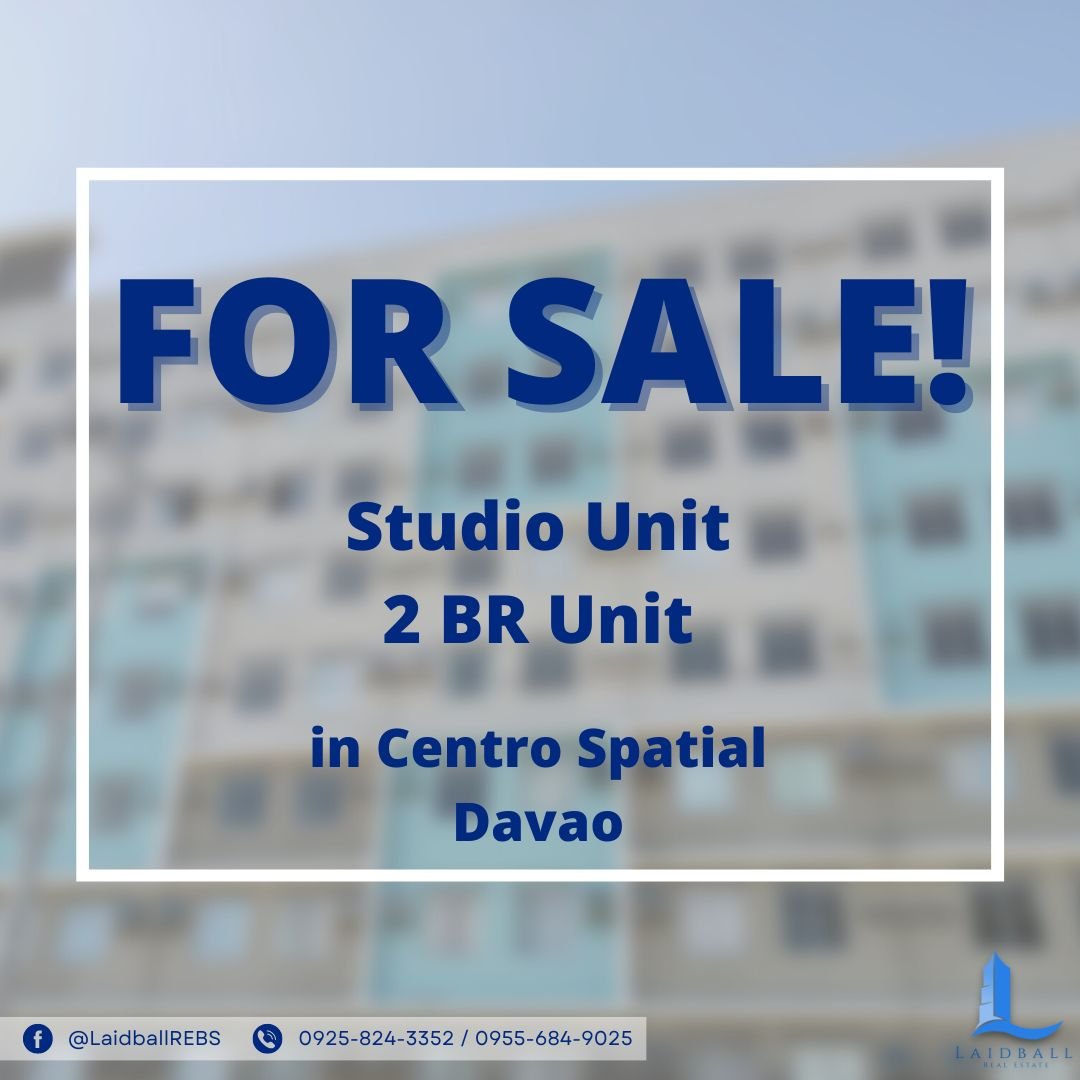 FOR SALE!
Studio Unit
2 BR Unit
in Centro Spatial
Davao
@LaidballREBS
0925-824-3352 / 0955-684-9025
LAIDBALL
REAL ESTATE